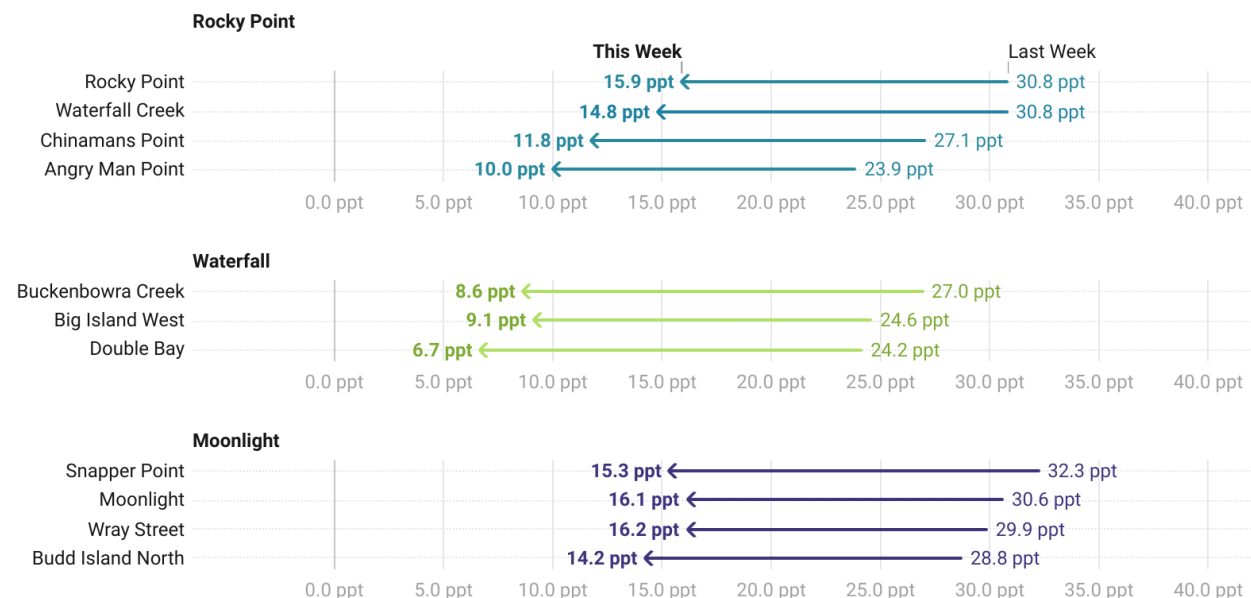 Rocky Point
This Week Last Week
Rocky Point 15.9 ppt 30.8 ppt
Waterfall Creek 14.8 ppt 30.8 ppt
Chinamans Point 11.8 ppt 27.1 ppt
Angry Man Point 10.0 ppt 23.9 ppt
0.0 ppt 5.0 ppt 10.0 ppt 15.0 ppt 20.0 ppt 25.0 ppt 30.0 ppt 35.0 ppt 40.0 ppt
Waterfall
Buckenbowra Creek 8.6 ppt 27.0 ppt
Big Island West 9.1 ppt 24.6 ppt
Double Bay 6.7 ppt 24.2 ppt
0.0 ppt 5.0 ppt 10.0 ppt 15.0 ppt 20.0 ppt 25.0 ppt 30.0 ppt 35.0 ppt 40.0 ppt
Moonlight
Snapper Point 15.3 ppt 32.3 ppt
Moonlight 16.1 ppt 30.6 ppt
Wray Street 16.2 ppt 29.9 ppt
Budd Island North 14.2 ppt 28.8 ppt
0.0 ppt 5.0 ppt 10.0 ppt 15.0 ppt 20.0 ppt 25.0 ppt 30.0 ppt 35.0 ppt 40.0 ppt